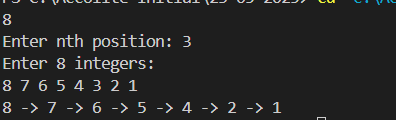 8
Enter nth position: 3
Enter 8 integers:
8 7 6 5 4 3 2 1
8 -> 7 -> 6 -> 5 -> 4 -> 2 -> 1